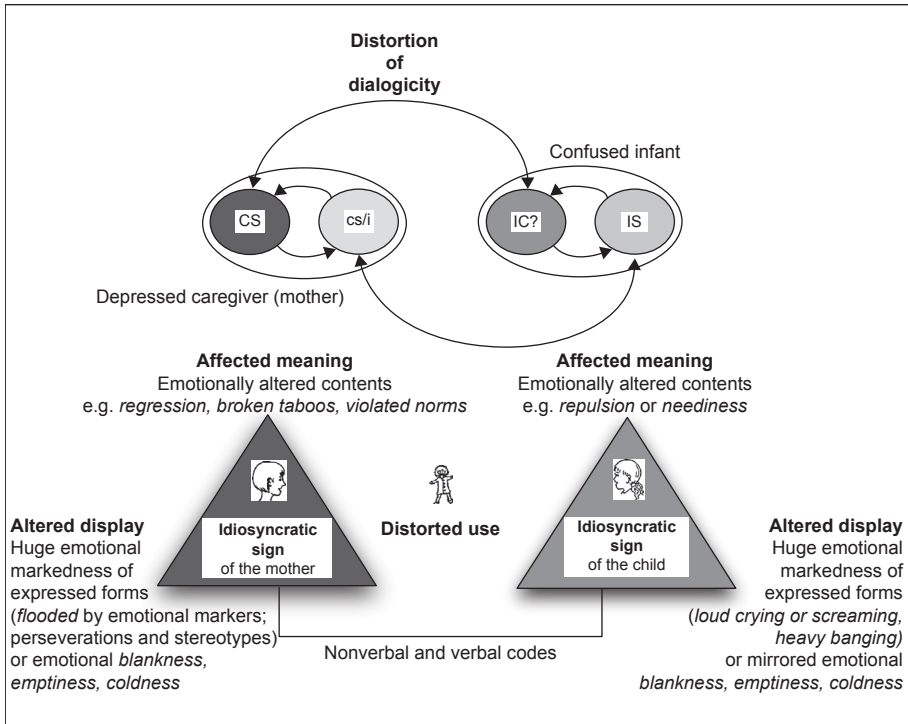 Distortion
of
dialogicity
Confused infant
CS
cs/i
IC?
IS
Depressed caregiver (mother)
Affected meaning
Emotionally altered contents
e.g. regression, broken taboos, violated norms
Affected meaning
Emotionally altered contents
e.g. repulsion or neediness
Altered display
Huge emotional
markedness of
expressed forms
(flooded by emotional markers;
perseverations and stereotypes)
or emotional blankness,
emptiness, coldness
Idiosyncratic
sign
of the mother
Distorted use
Idiosyncratic
sign
of the child
Altered display
Huge emotional
markedness of
expressed forms
(loud crying or screaming,
heavy banging)
or mirrored emotional
blankness, emptiness, coldness
Nonverbal and verbal codes